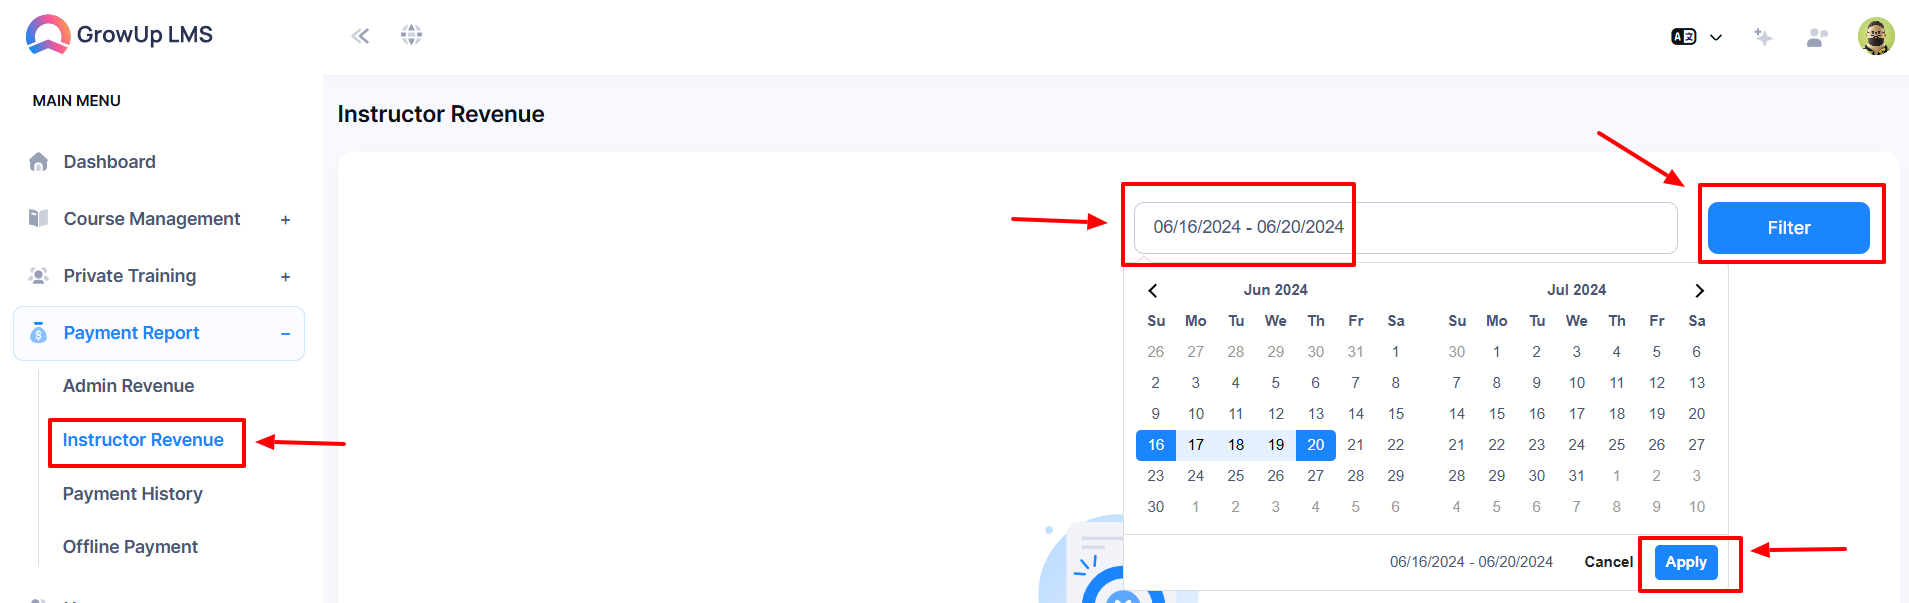 GrowUp LMS
MAIN MENU
Dashboard
Course Management +
Private Training +
Payment Report −
Admin Revenue
Instructor Revenue
Payment History
Offline Payment
Instructor Revenue
06/16/2024 - 06/20/2024
Filter
Jun 2024
Su Mo Tu We Th Fr Sa
26 27 28 29 30 31 1
2 3 4 5 6 7 8
9 10 11 12 13 14 15
16 17 18 19 20 21 22
23 24 25 26 27 28 29
30 1 2 3 4 5 6
Jul 2024
Su Mo Tu We Th Fr Sa
30 1 2 3 4 5 6
7 8 9 10 11 12 13
14 15 16 17 18 19 20
21 22 23 24 25 26 27
28 29 30 31 1 2 3
4 5 6 7 8 9 10
06/16/2024 - 06/20/2024
Cancel
Apply